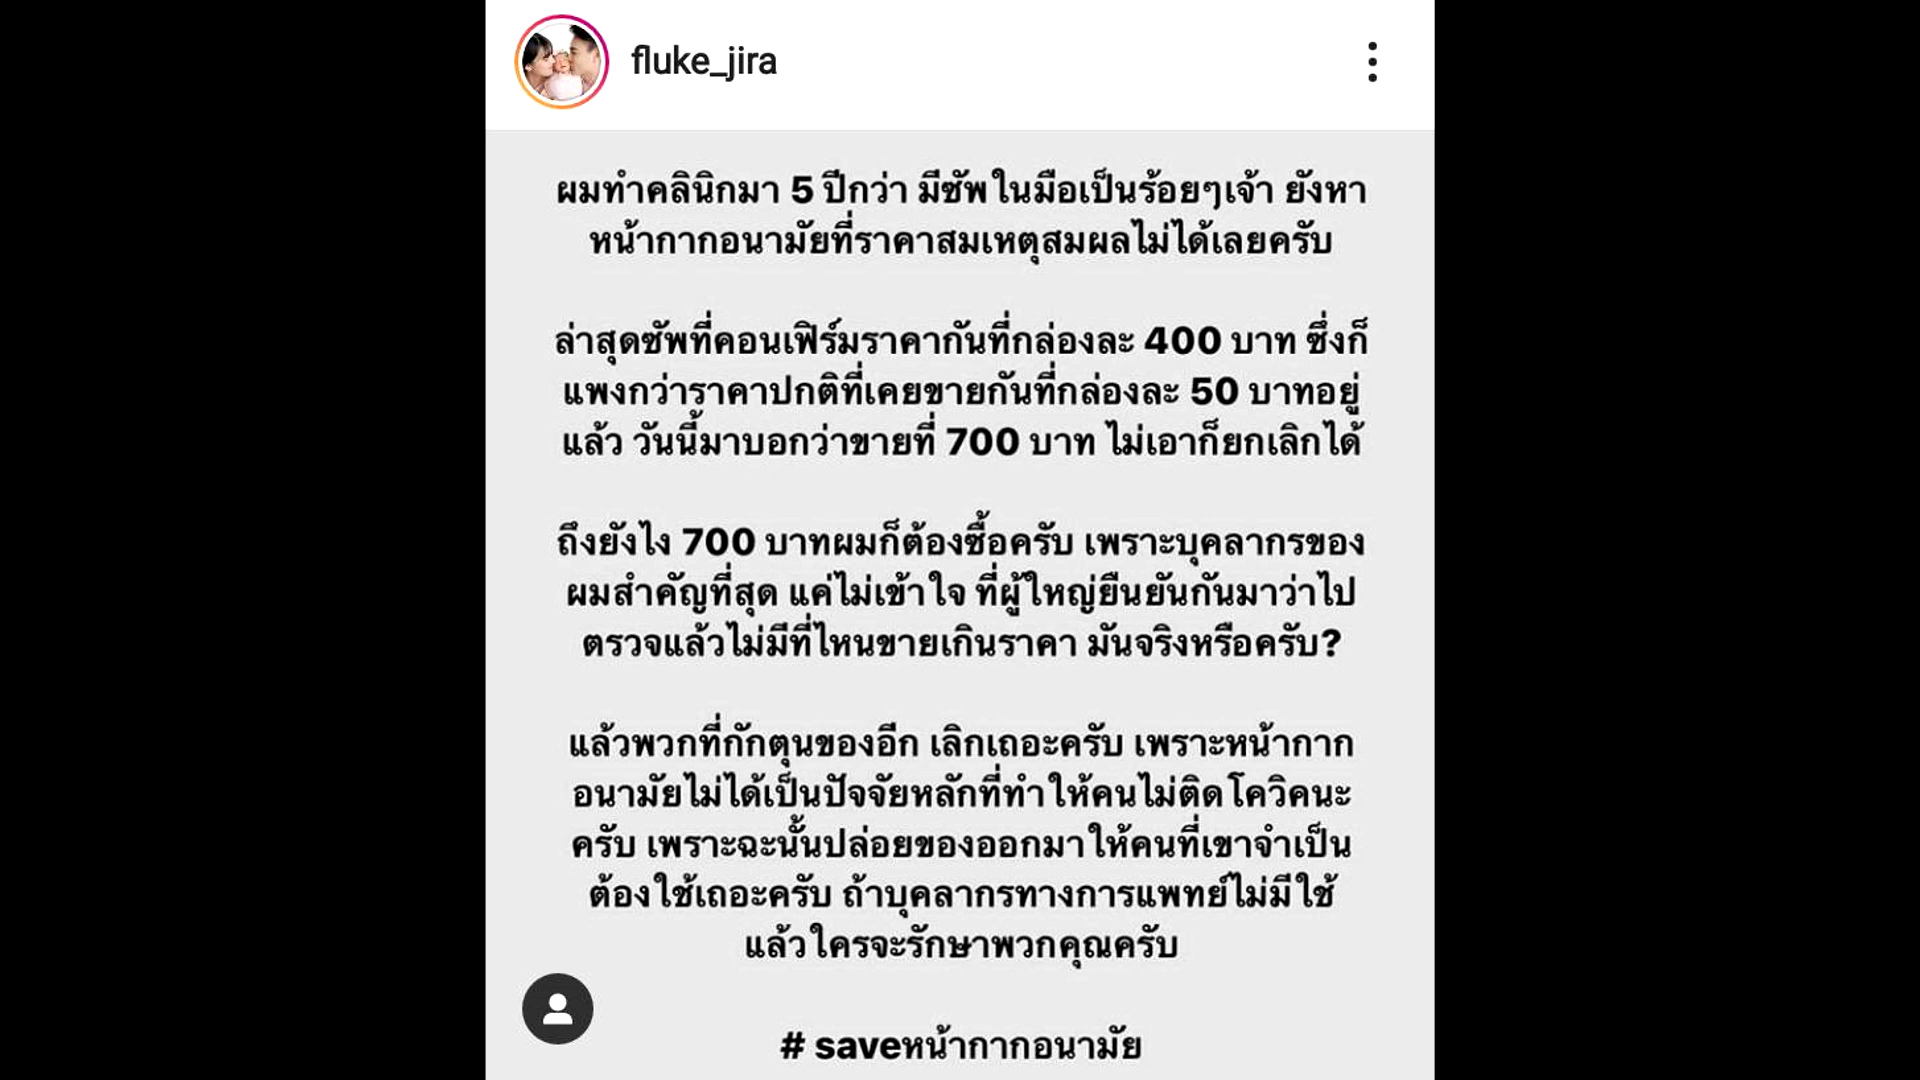 fluke_jira
ผมทำคลินิกมา 5 ปีกว่า มีซัพในมือเป็นร้อยๆเจ้า ยังหา
หน้ากากอนามัยที่ราคาสมเหตุสมผลไม่ได้เลยครับ
ล่าสุดซัพที่คอนเฟิร์มราคากันที่กล่องละ 400 บาท ซึ่งก็
แพงกว่าราคาปกติที่เคยขายกันที่กล่องละ 50 บาทอยู่
แล้ว วันนี้มาบอกว่าขายที่ 700 บาท ไม่เอาก็ยกเลิกได้
ถึงยังไง 700 บาทผมก็ต้องซื้อครับ เพราะบุคลากรของ
ผมสำคัญที่สุด แค่ไม่เข้าใจ ที่ผู้ใหญ่ยืนยันกันมาว่าไป
ตรวจแล้วไม่มีที่ไหนขายเกินราคา มันจริงหรือครับ?
แล้วพวกที่กักตุนของอีก เลิกเถอะครับ เพราะหน้ากาก
อนามัยไม่ได้เป็นปัจจัยหลักที่ทำให้คนไม่ติดโควิคนะ
ครับ เพราะฉะนั้นปล่อยของออกมาให้คนที่เขาจำเป็น
ต้องใช้เถอะครับ ถ้าบุคลากรทางการแพทย์ไม่มีใช้
แล้วใครจะรักษาพวกคุณครับ
# saveหน้ากากอนามัย